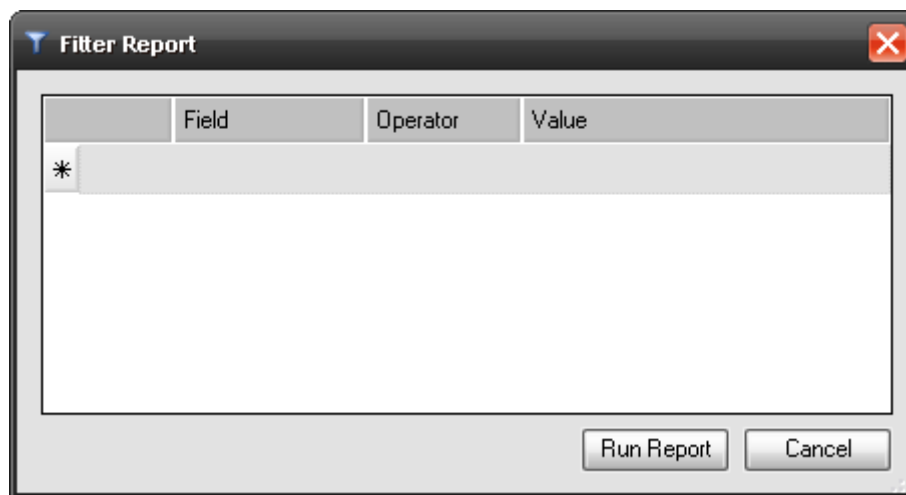 Filter Report
Field Operator Value
*
Run Report Cancel